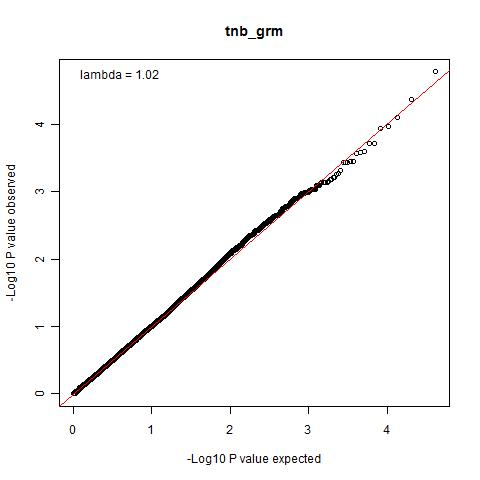 tnb_grm
lambda = 1.02
-Log10 P value observed
4
3
2
1
0
0 1 2 3 4
-Log10 P value expected